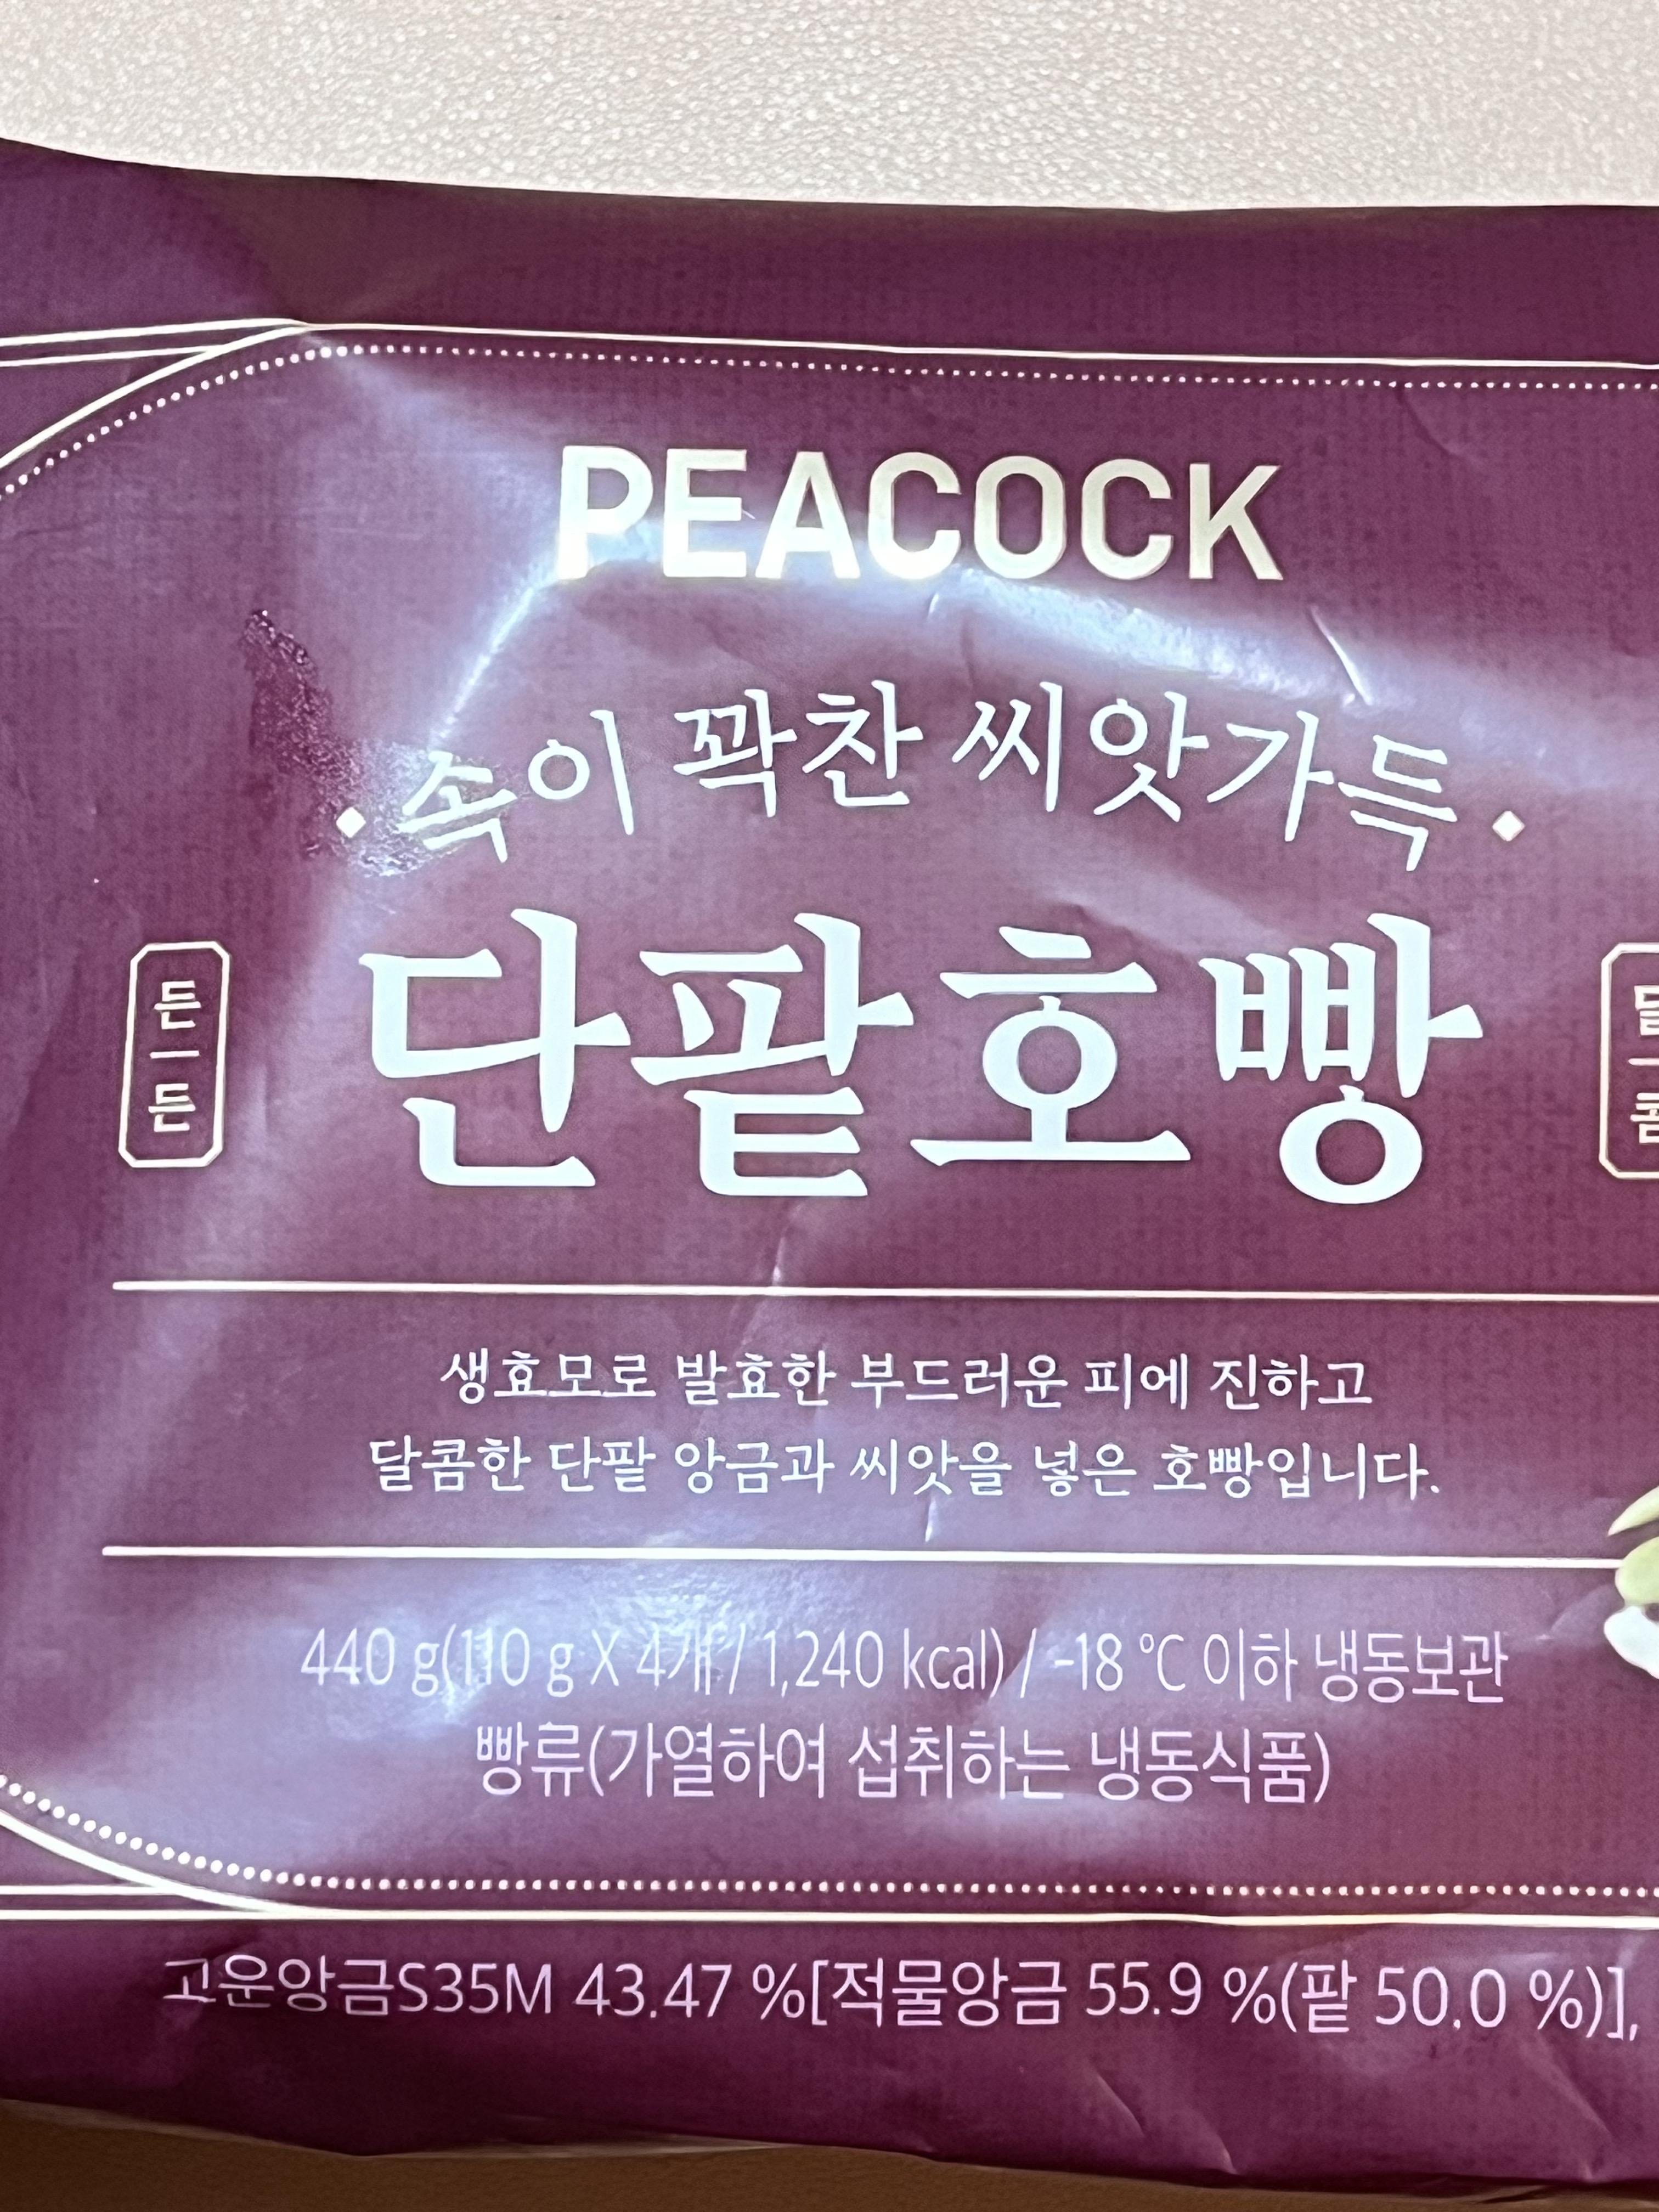 PEACOCK
속이 꽉찬 씨앗가득
단팥호빵
든
든
달
콤
생효모로 발효한 부드러운 피에 진하고
달콤한 단팥 앙금과 씨앗을 넣은 호빵입니다.
440 g(110 g X 4개 / 1,240 kcal) / -18 ℃ 이하 냉동보관
빵류(가열하여 섭취하는 냉동식품)
고운앙금S35M 43.47 %[적물앙금 55.9 %(팥 50.0 %)],